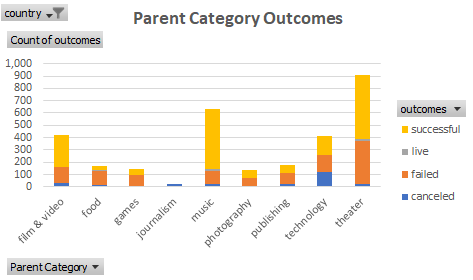 country
Parent Category Outcomes
Count of outcomes
1,000
900
800
700
600
500
400
300
200
100
0
film & video
food
games
journalism
music
photography
publishing
technology
theater
outcomes
successful
live
failed
canceled
Parent Category